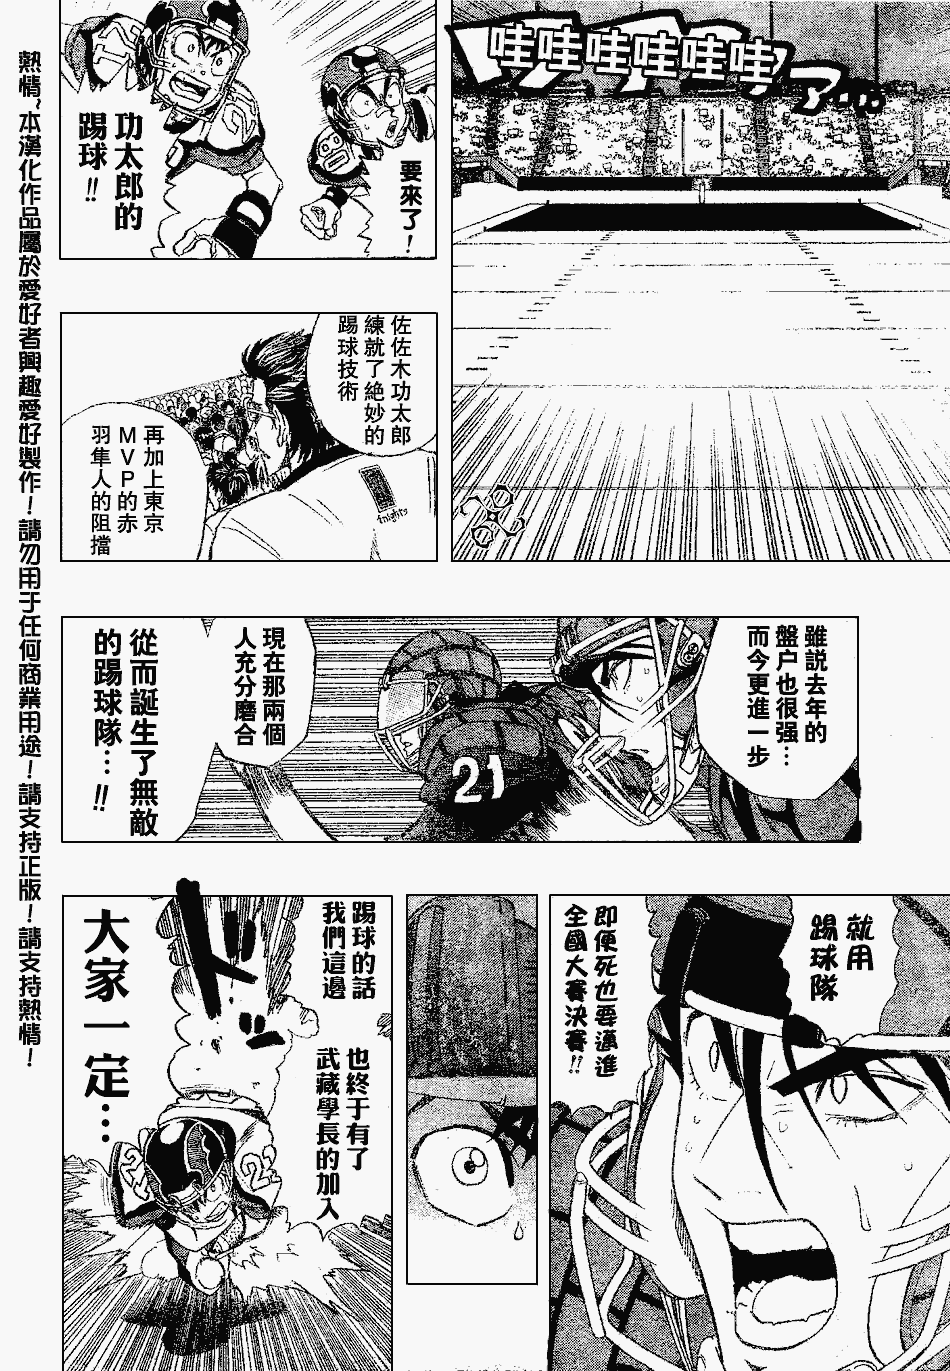 哇哇哇哇哇哇
ア…
要來了！
功太郎的
踢球!!
佐佐木功太郎
練就了絶妙的
踢球技術
再加上東京
MVP的赤
羽隼人的阻擋
knights
雖説去年的
盤户也很强…
而今更進一步
21
現在那兩個
人充分磨合
從而誕生了無敵
的踢球隊…!!
就用
踢球隊
即便死也要邁進
全國大賽決賽!!
踢球的話
我們這邊
也終于有了
武藏學長的加入
大家一定…
熱情~本漢化作品屬於愛好者興趣愛好製作！請勿用于任何商業用途！請支持正版！請支持熱情！